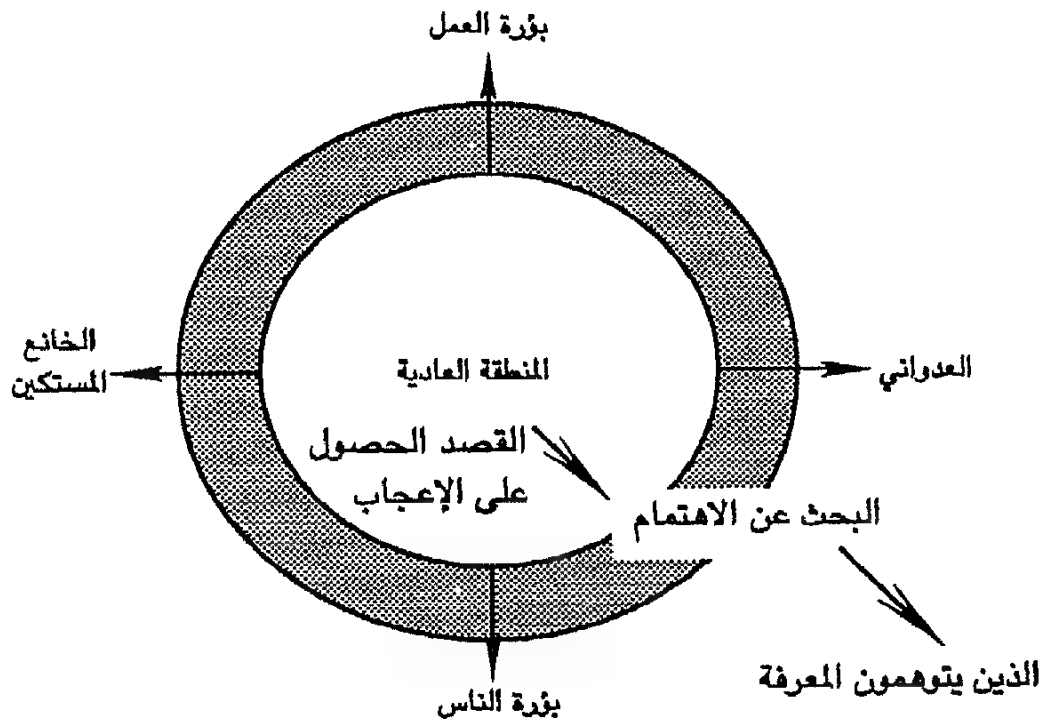 بؤرة العمل
الخانع
المستكين
المنطقة العادية
العدواني
القصد الحصول
على الإعجاب
البحث عن الاهتمام
الذين يتوهمون المعرفة
بؤرة الناس